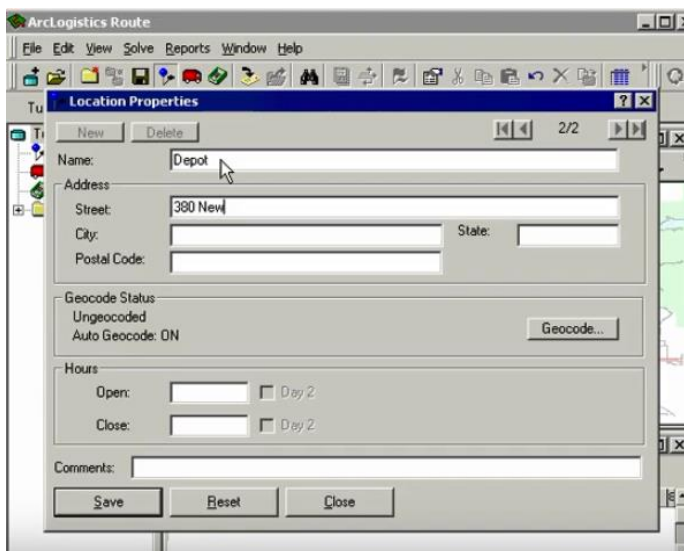 ArcLogistics Route
File Edit View Solve Reports Window Help
Location Properties
New Delete 2/2
Name: Depot
Address
Street: 380 New
City: State:
Postal Code:
Geocode Status
Ungeocoded
Auto Geocode: ON
Geocode...
Hours
Open: Day 2
Close: Day 2
Comments:
Save Reset Close